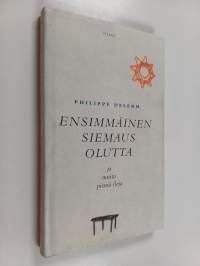 PHILIPPE DELERM
ENSIMMÄINEN
SIEMAUS
OLUTTA
ja
muita
pieniä iloja